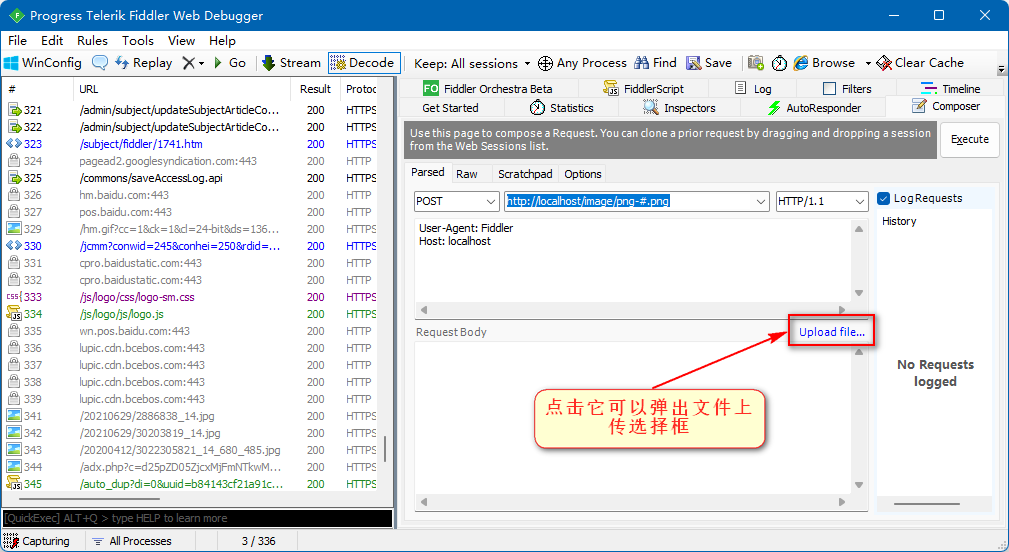 Progress Telerik Fiddler Web Debugger
File Edit Rules Tools View Help
WinConfig Replay Go Stream Decode Keep: All sessions Any Process Find Save Browse Clear Cache
# URL Result Protoc
321 /admin/subject/updateSubjectArticleCo... 200 HTTPS
322 /admin/subject/updateSubjectArticleCo... 200 HTTPS
323 /subject/fiddler/1741.htm 200 HTTPS
324 pagead2.googlesyndication.com:443 200 HTTP
325 /commons/saveAccessLog.api 200 HTTPS
326 hm.baidu.com:443 200 HTTP
327 pos.baidu.com:443 200 HTTP
329 /hm.gif?cc=1&ck=1&cl=24-bit&ds=136... 200 HTTPS
330 /jcmm?conwid=245&conhei=250&rdid=... 200 HTTPS
331 cpro.baidustatic.com:443 200 HTTP
332 cpro.baidustatic.com:443 200 HTTP
333 /js/logo/css/logo-sm.css 200 HTTPS
334 /js/logo/js/logo.js 200 HTTPS
335 wn.pos.baidu.com:443 200 HTTP
336 lupic.cdn.bcebos.com:443 200 HTTP
337 lupic.cdn.bcebos.com:443 200 HTTP
338 lupic.cdn.bcebos.com:443 200 HTTP
339 lupic.cdn.bcebos.com:443 200 HTTP
341 /20210629/2886838_14.jpg 200 HTTPS
342 /20210629/30203819_14.jpg 200 HTTPS
343 /20200412/3022305821_14_680_485.jpg 200 HTTPS
344 /adx.php?c=d25pZD05ZjcxMjFmNTkwM... 200 HTTPS
345 /auto_dup?di=0&uuid=b84143cf21a91c... 200 HTTPS
[QuickExec] ALT+Q > type HELP to learn more
Capturing All Processes 3 / 336
FO Fiddler Orchestra Beta FiddlerScript Log Filters Timeline
Get Started Statistics Inspectors AutoResponder Composer
Use this page to compose a Request. You can clone a prior request by dragging and dropping a session
from the Web Sessions list.
Execute
Parsed Raw Scratchpad Options
POST http://localhost/image/png-#.png HTTP/1.1
Log Requests
History
User-Agent: Fiddler
Host: localhost
Request Body Upload file...
No Requests
logged
点击它可以弹出文件上
传选择框